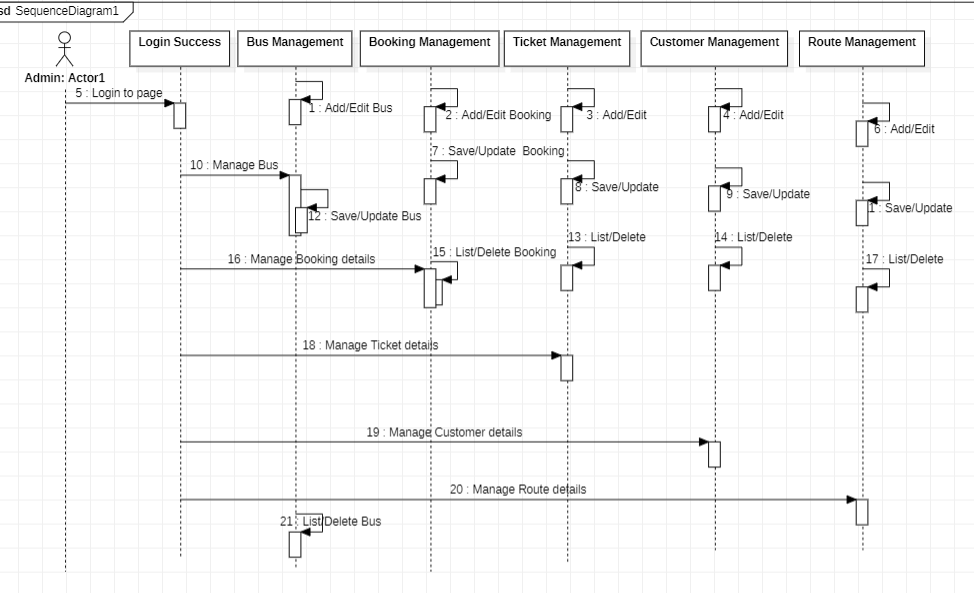 sd SequenceDiagram1
Login Success
Bus Management
Booking Management
Ticket Management
Customer Management
Route Management
Admin: Actor1
5 : Login to page
1 : Add/Edit Bus
2 : Add/Edit Booking
3 : Add/Edit
4 : Add/Edit
6 : Add/Edit
7 : Save/Update  Booking
10 : Manage Bus
8 : Save/Update
9 : Save/Update
12 : Save/Update Bus
1 : Save/Update
13 : List/Delete
14 : List/Delete
15 : List/Delete Booking
16 : Manage Booking details
17 : List/Delete
18 : Manage Ticket details
19 : Manage Customer details
20 : Manage Route details
21 : List/Delete Bus